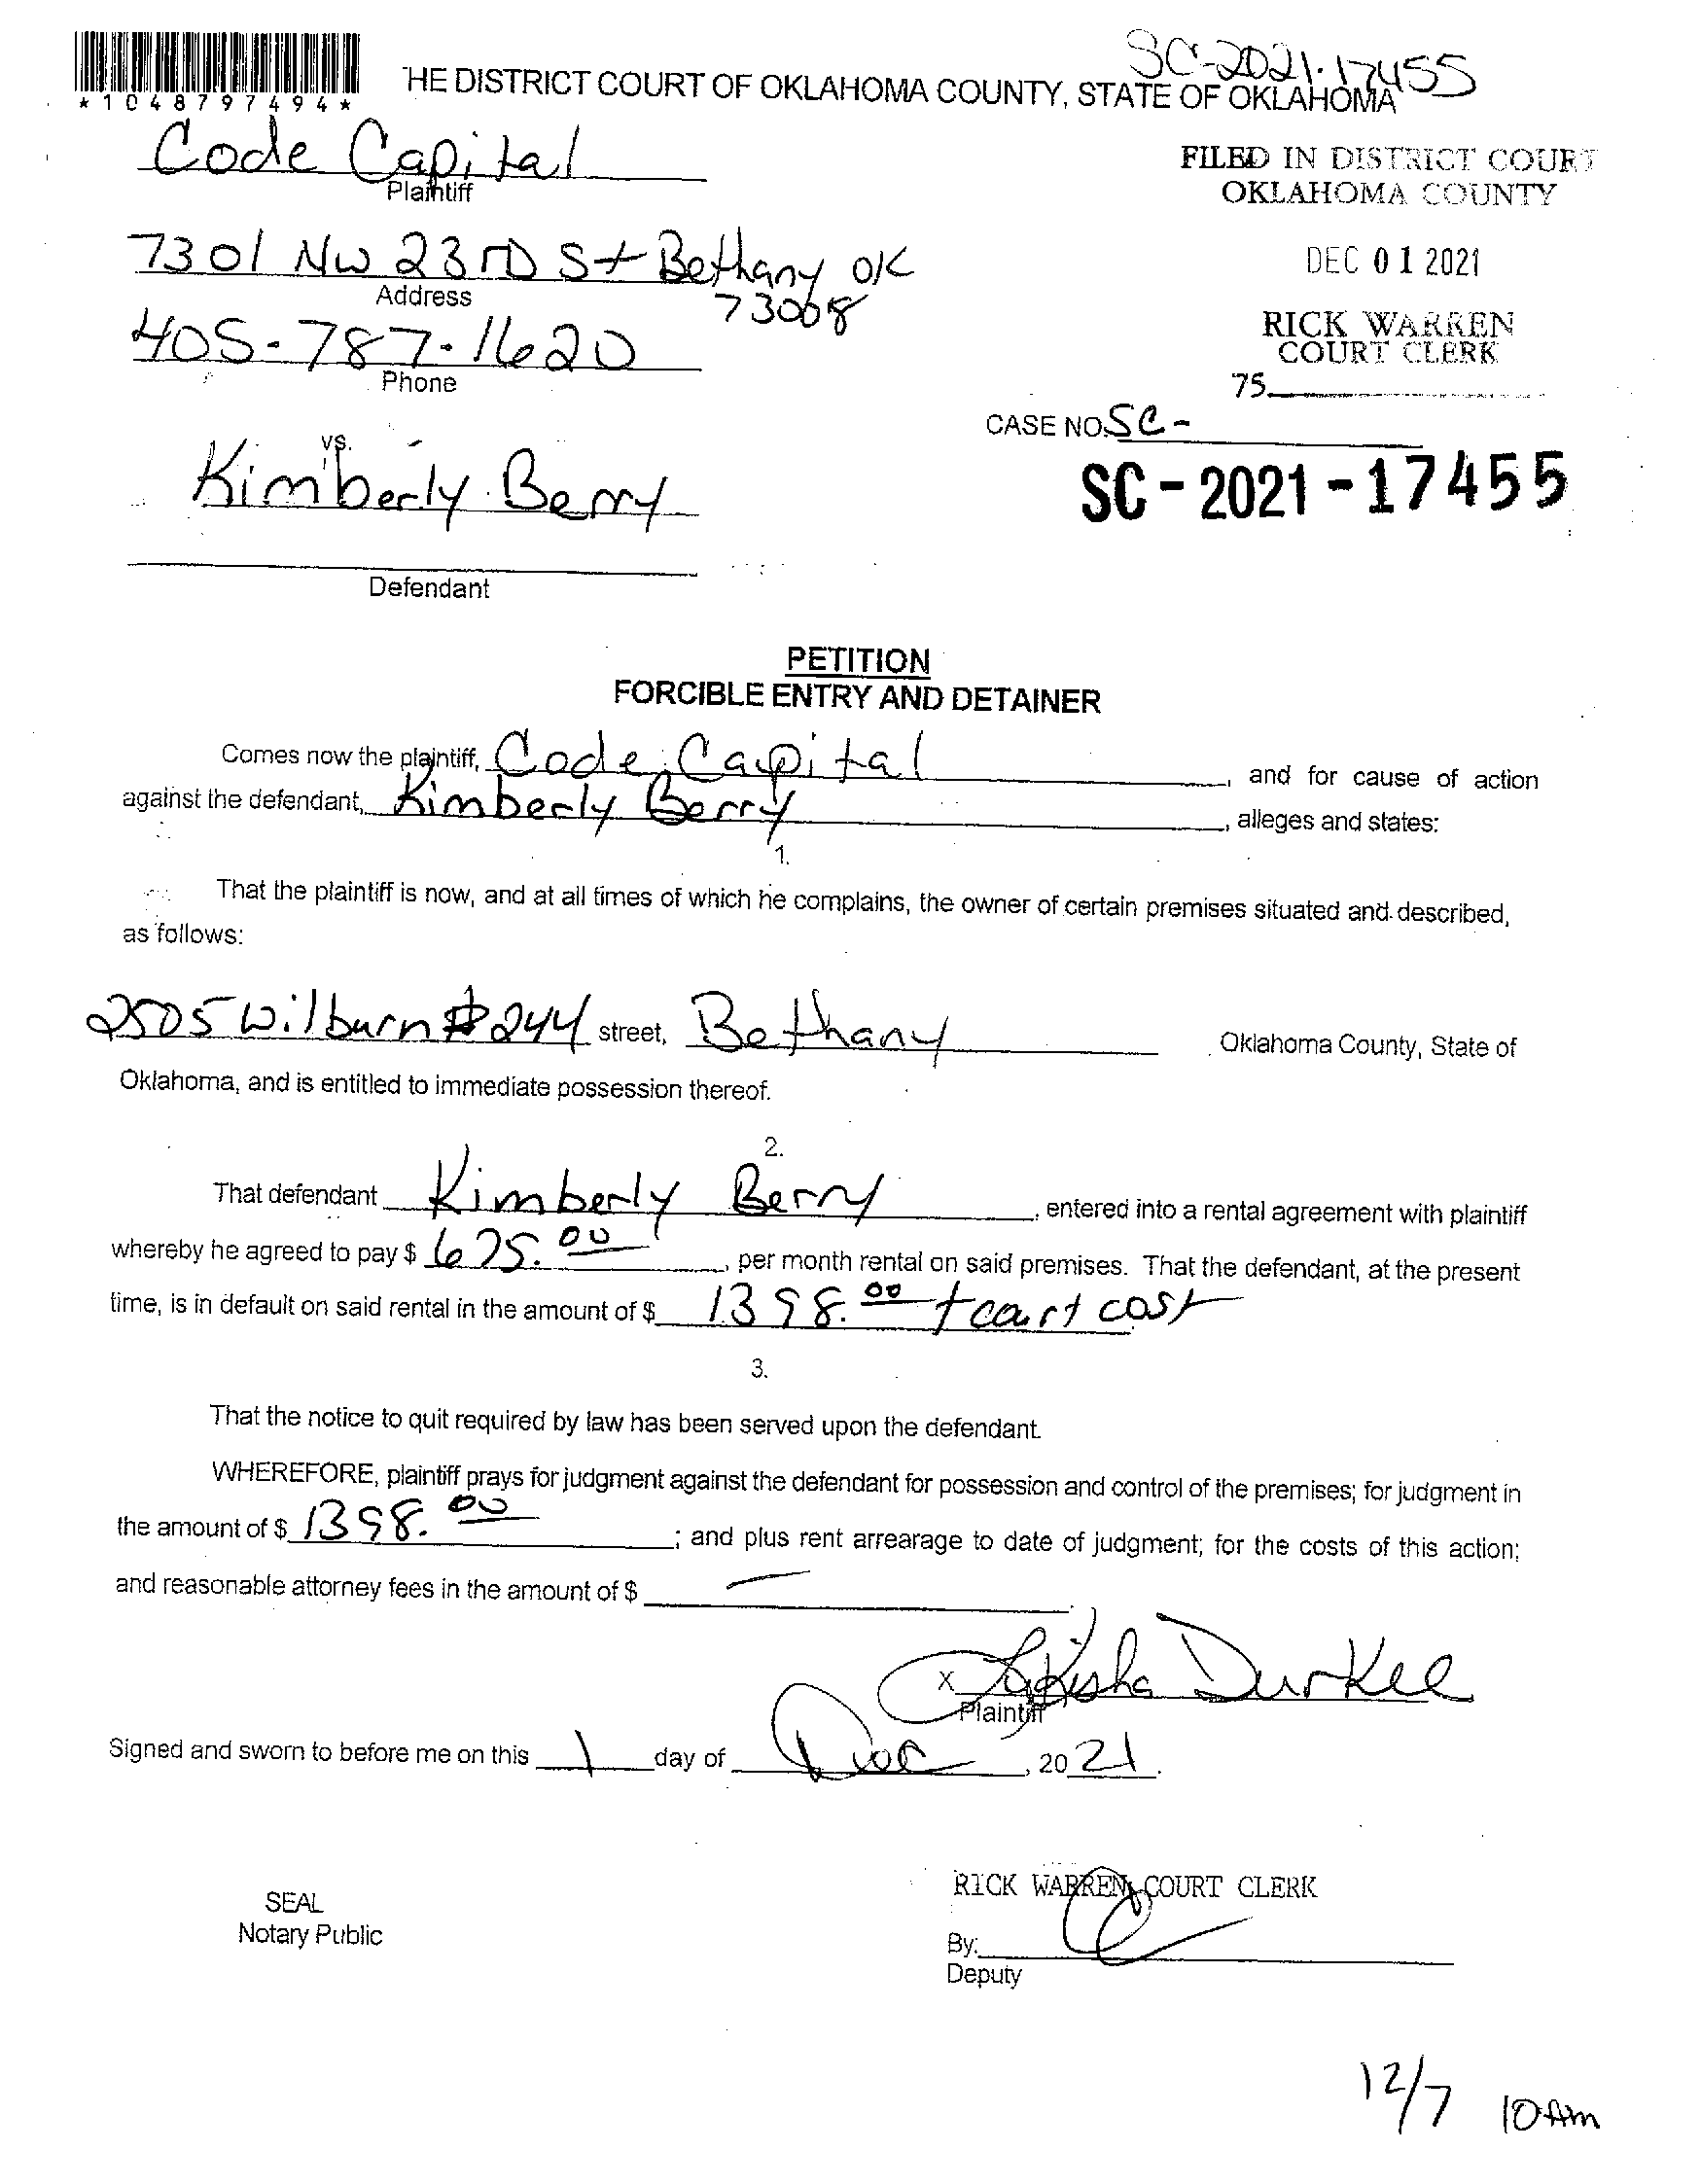 SC-2021-17455
*1048797494*
THE DISTRICT COURT OF OKLAHOMA COUNTY, STATE OF OKLAHOMA
Code Capital
Plaintiff
FILED IN DISTRICT COURT
OKLAHOMA COUNTY
7301 NW 23RD St Bethany OK
73008
Address
DEC 01 2021
405-787-1620
Phone
RICK WARREN
COURT CLERK
75
CASE NO. SC-
SC-2021-17455
vs.
Kimberly Berry
Defendant
PETITION
FORCIBLE ENTRY AND DETAINER
Comes now the plaintiff, Code Capital, and for cause of action
against the defendant, Kimberly Berry, alleges and states:
1.
That the plaintiff is now, and at all times of which he complains, the owner of certain premises situated and described,
as follows:
2505 Wilburn #244 street, Bethany Oklahoma County, State of
Oklahoma, and is entitled to immediate possession thereof.
2.
That defendant Kimberly Berry, entered into a rental agreement with plaintiff
whereby he agreed to pay $ 675.00, per month rental on said premises. That the defendant, at the present
time, is in default on said rental in the amount of $ 1398.00 + court cost
3.
That the notice to quit required by law has been served upon the defendant.
WHEREFORE, plaintiff prays for judgment against the defendant for possession and control of the premises; for judgment in
the amount of $ 1398.00; and plus rent arrearage to date of judgment; for the costs of this action;
and reasonable attorney fees in the amount of $ —
x Lakisha Durkee
Plaintiff
Signed and sworn to before me on this 1 day of Dec, 2021.
RICK WARREN, COURT CLERK
SEAL
Notary Public
By:
Deputy
12/7 10 Am